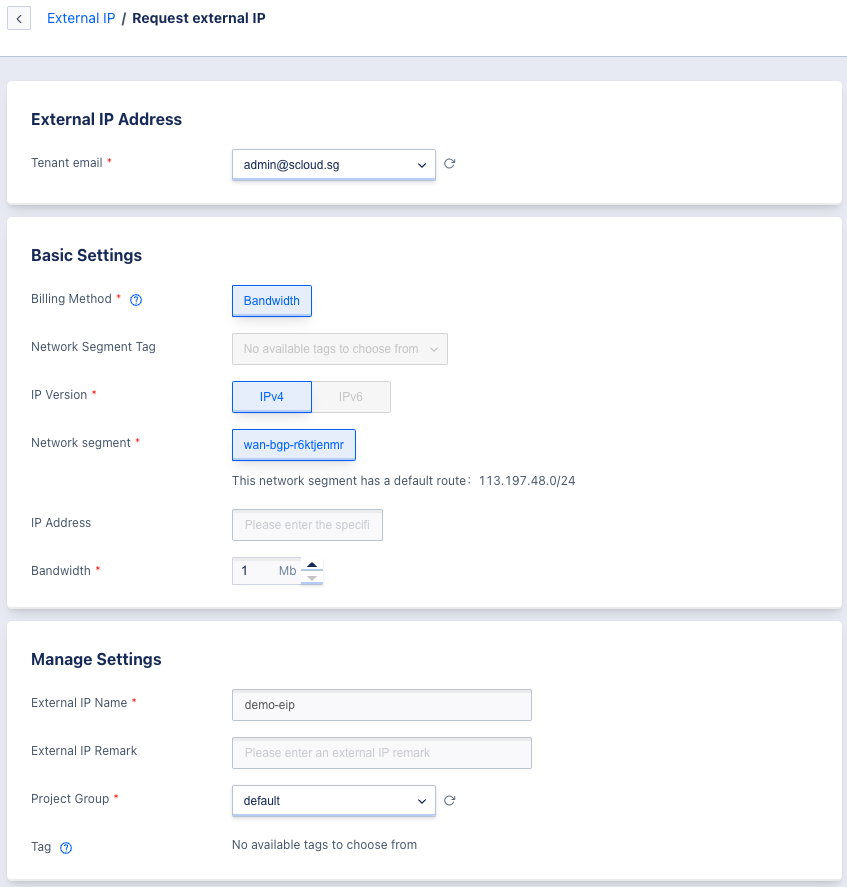 External IP / Request external IP
External IP Address
Tenant email *
admin@scloud.sg
Basic Settings
Billing Method *
Bandwidth
Network Segment Tag
No available tags to choose from
IP Version *
IPv4
IPv6
Network segment *
wan-bgp-r6ktjenmr
This network segment has a default route：113.197.48.0/24
IP Address
Please enter the specifi
Bandwidth *
1 Mb
Manage Settings
External IP Name *
demo-eip
External IP Remark
Please enter an external IP remark
Project Group *
default
Tag
No available tags to choose from